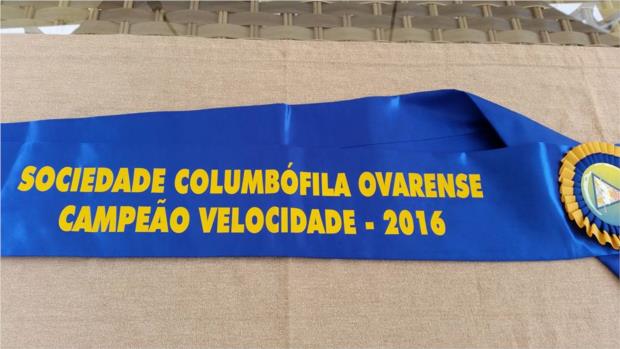 SOCIEDADE COLUMBÓFILA OVARENSE
CAMPEÃO VELOCIDADE - 2016